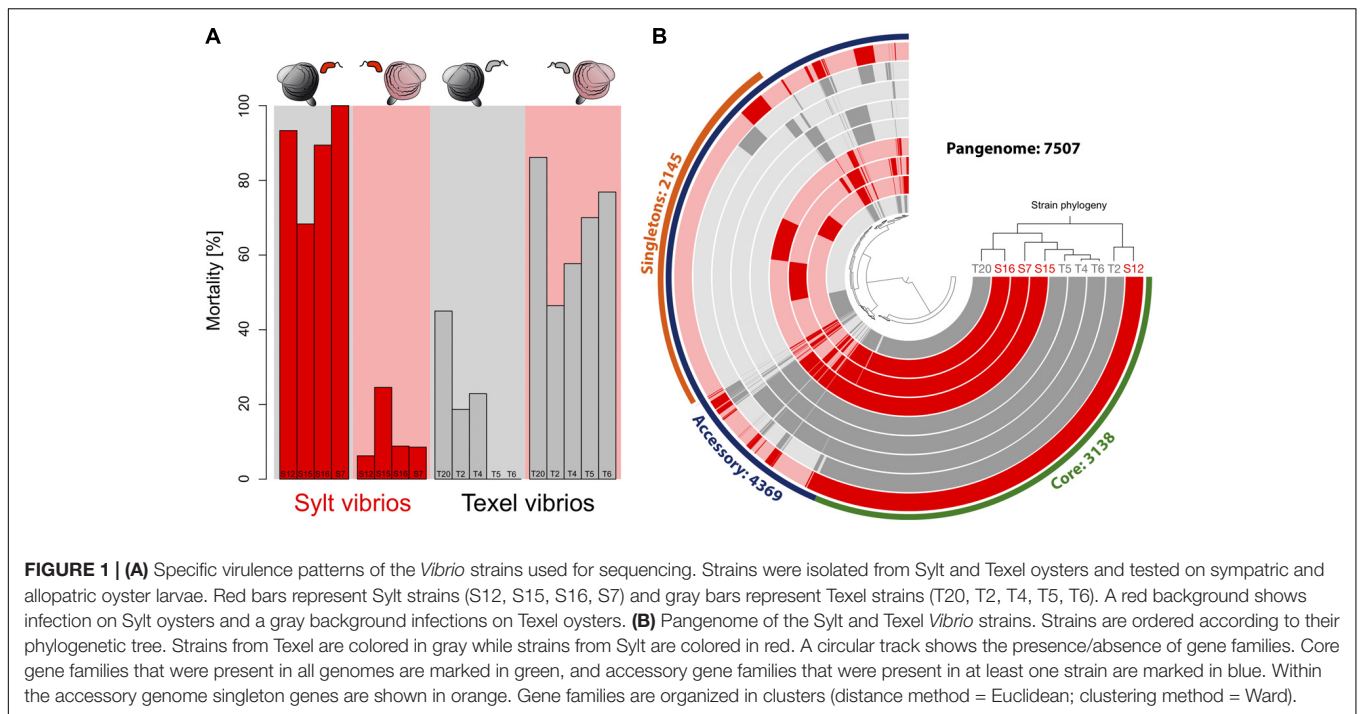 A
B
Mortality [%]
100
80
60
40
20
0
S12 S15 S16 S7
S12 S15 S16 S7
T20 T2 T4 T5 T6
T20 T2 T4 T5 T6
Sylt vibrios
Texel vibrios
Singletons: 2145
Accessory: 4369
Core: 3138
Pangenome: 7507
Strain phylogeny
T20 S16 S7 S15 T5 T4 T6 T2 S12
FIGURE 1 | (A) Specific virulence patterns of the Vibrio strains used for sequencing. Strains were isolated from Sylt and Texel oysters and tested on sympatric and
allopatric oyster larvae. Red bars represent Sylt strains (S12, S15, S16, S7) and gray bars represent Texel strains (T20, T2, T4, T5, T6). A red background shows
infection on Sylt oysters and a gray background infections on Texel oysters. (B) Pangenome of the Sylt and Texel Vibrio strains. Strains are ordered according to their
phylogenetic tree. Strains from Texel are colored in gray while strains from Sylt are colored in red. A circular track shows the presence/absence of gene families. Core
gene families that were present in all genomes are marked in green, and accessory gene families that were present in at least one strain are marked in blue. Within
the accessory genome singleton genes are shown in orange. Gene families are organized in clusters (distance method = Euclidean; clustering method = Ward).